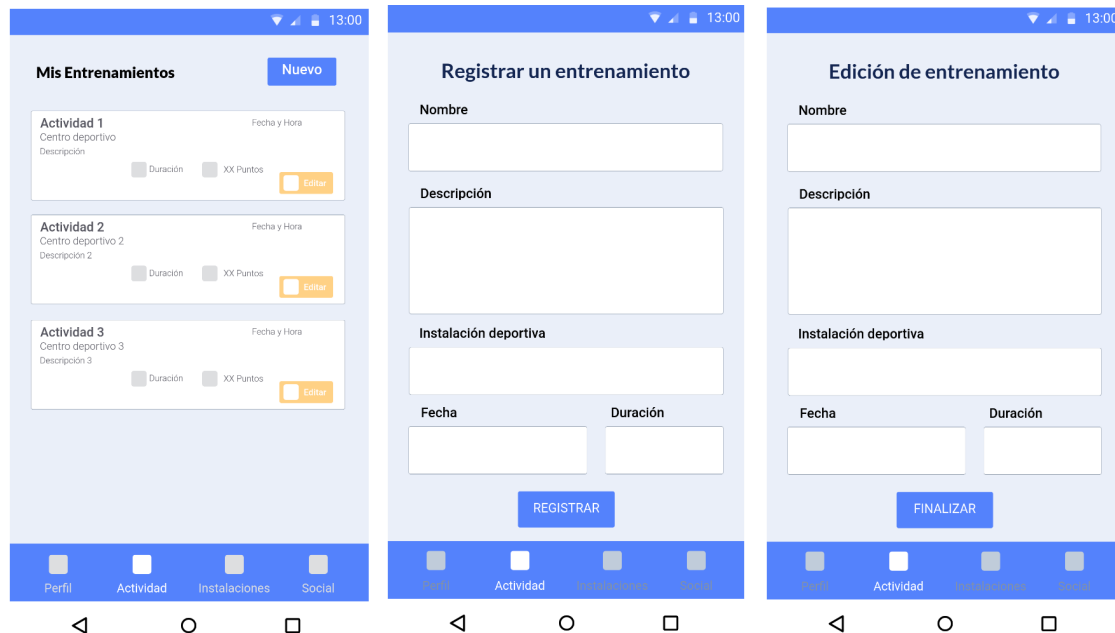 13:00
Mis Entrenamientos
Nuevo
Actividad 1
Fecha y Hora
Centro deportivo
Descripción
Duración
XX Puntos
Editar
Actividad 2
Fecha y Hora
Centro deportivo 2
Descripción 2
Duración
XX Puntos
Editar
Actividad 3
Fecha y Hora
Centro deportivo 3
Descripción 3
Duración
XX Puntos
Editar
Perfil
Actividad
Instalaciones
Social
13:00
Registrar un entrenamiento
Nombre
Descripción
Instalación deportiva
Fecha
Duración
REGISTRAR
Perfil
Actividad
Instalaciones
Social
13:00
Edición de entrenamiento
Nombre
Descripción
Instalación deportiva
Fecha
Duración
FINALIZAR
Perfil
Actividad
Instalaciones
Social